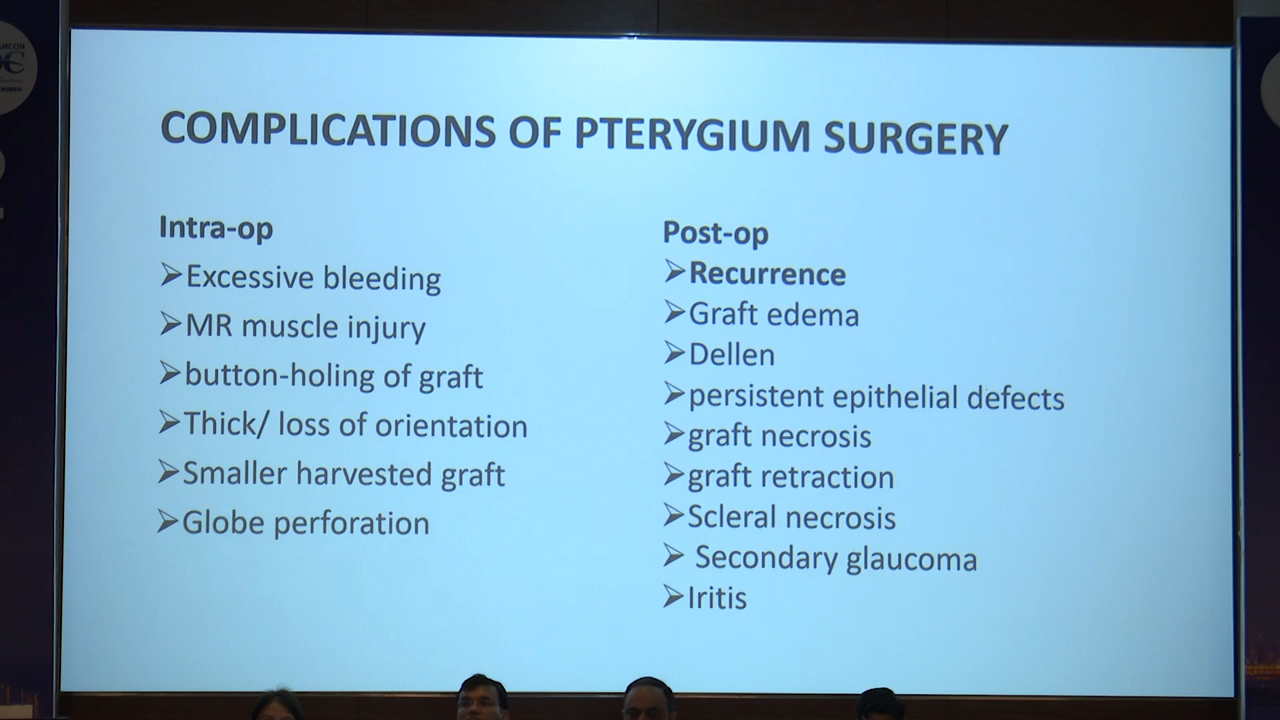 COMPLICATIONS OF PTERYGIUM SURGERY
Intra-op
➢Excessive bleeding
➢MR muscle injury
➢button-holing of graft
➢Thick/ loss of orientation
➢Smaller harvested graft
➢Globe perforation
Post-op
➢Recurrence
➢Graft edema
➢Dellen
➢persistent epithelial defects
➢graft necrosis
➢graft retraction
➢Scleral necrosis
➢ Secondary glaucoma
➢Iritis